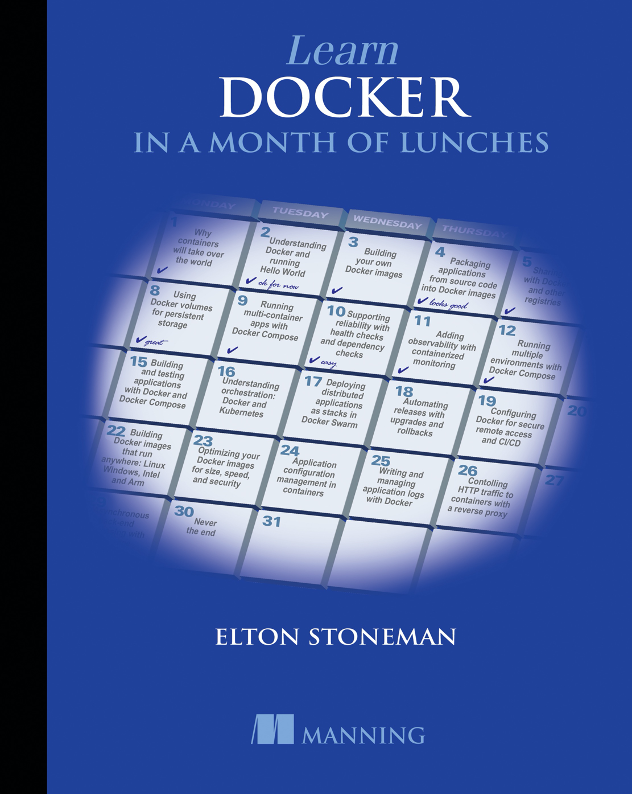 Learn
DOCKER
IN A MONTH OF LUNCHES
TUESDAY
WEDNESDAY
THURSDAY
1
Why
containers
will take over
the world
2
Understanding
Docker and
running
Hello World
ok for now
3
Building
your own
Docker images
4
Packaging
applications
from source code
into Docker images
looks good
5
with
and
registries
8 Using
Docker volumes
for persistent
storage
great
9 Running
multi-container
apps with
Docker Compose
10 Supporting
reliability with
health checks
and dependency
checks
easy
11
Adding
observability with
containerized
monitoring
12
Running
multiple
environments with
Docker Compose
15 Building
and testing
applications
with Docker and
Docker Compose
16
Understanding
orchestration:
Docker and
Kubernetes
17 Deploying
distributed
applications
as stacks in
Docker Swarm
18
Automating
releases with
upgrades and
rollbacks
19
Configuring
Docker for secure
remote access
and CI/CD
20
22 Building
Docker images
that run
anywhere: Linux
Windows, Intel
and Arm
23
Optimizing your
Docker images
for size, speed,
and security
24
Application
configuration
management in
containers
25
Writing and
managing
application logs
with Docker
26
Contolling
HTTP traffic to
containers with
a reverse proxy
27
30
Never
the end
31
ELTON STONEMAN
MANNING